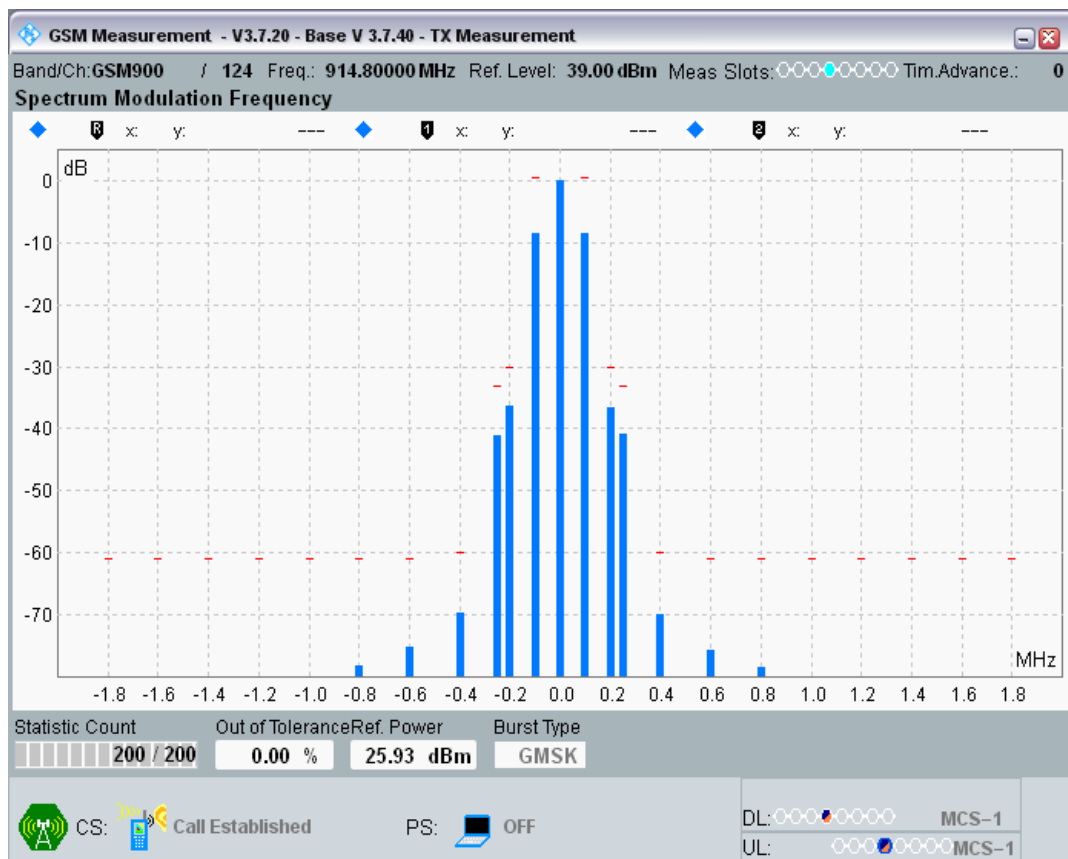 GSM Measurement - V3.7.20 - Base V 3.7.40 - TX Measurement
Band/Ch:GSM900 / 124 Freq.: 914.80000 MHz Ref. Level: 39.00 dBm Meas Slots: Tim.Advance.: 0
Spectrum Modulation Frequency
R x: y: --- 1 x: y: --- 2 x: y: ---
dB
0
-10
-20
-30
-40
-50
-60
-70
MHz
-1.8 -1.6 -1.4 -1.2 -1.0 -0.8 -0.6 -0.4 -0.2 0.0 0.2 0.4 0.6 0.8 1.0 1.2 1.4 1.6 1.8
Statistic Count Out of Tolerance Ref. Power Burst Type
200 / 200 0.00 % 25.93 dBm GMSK
CS: Call Established PS: OFF
DL: MCS-1
UL: MCS-1